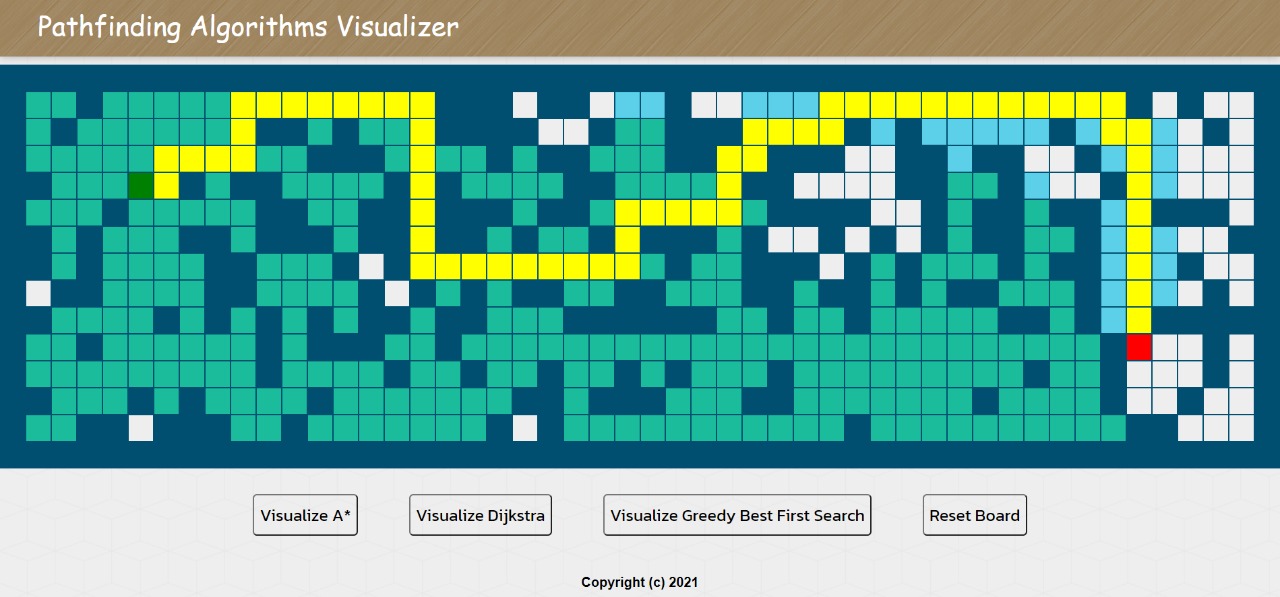 Pathfinding Algorithms Visualizer
Visualize A*
Visualize Dijkstra
Visualize Greedy Best First Search
Reset Board
Copyright (c) 2021